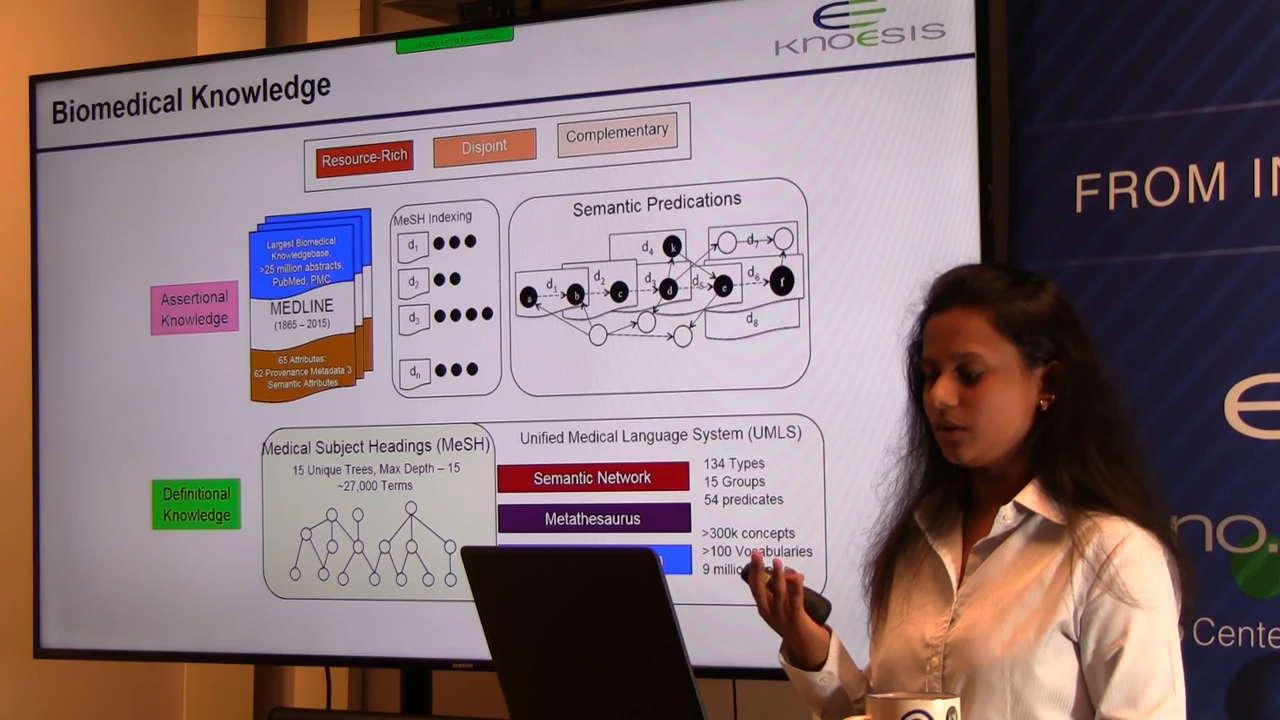 KNOESIS
Biomedical Knowledge
Resource-Rich
Disjoint
Complementary
Assertional
Knowledge
Largest Biomedical
Knowledgebase,
>25 million abstracts,
PubMed, PMC
MEDLINE
(1865 – 2015)
65 Attributes:
62 Provenance Metadata 3
Semantic Attributes
MeSH Indexing
d1
d2
d3
dn
Semantic Predications
d4
k
d7
d1
d2
d3
d5
d6
a
b
c
d
e
f
d8
Definitional
Knowledge
Medical Subject Headings (MeSH)
15 Unique Trees, Max Depth – 15
~27,000 Terms
Unified Medical Language System (UMLS)
Semantic Network
134 Types
15 Groups
54 predicates
Metathesaurus
>300k concepts
>100 Vocabularies
9
SAMSUNG
FROM
no.
Cente